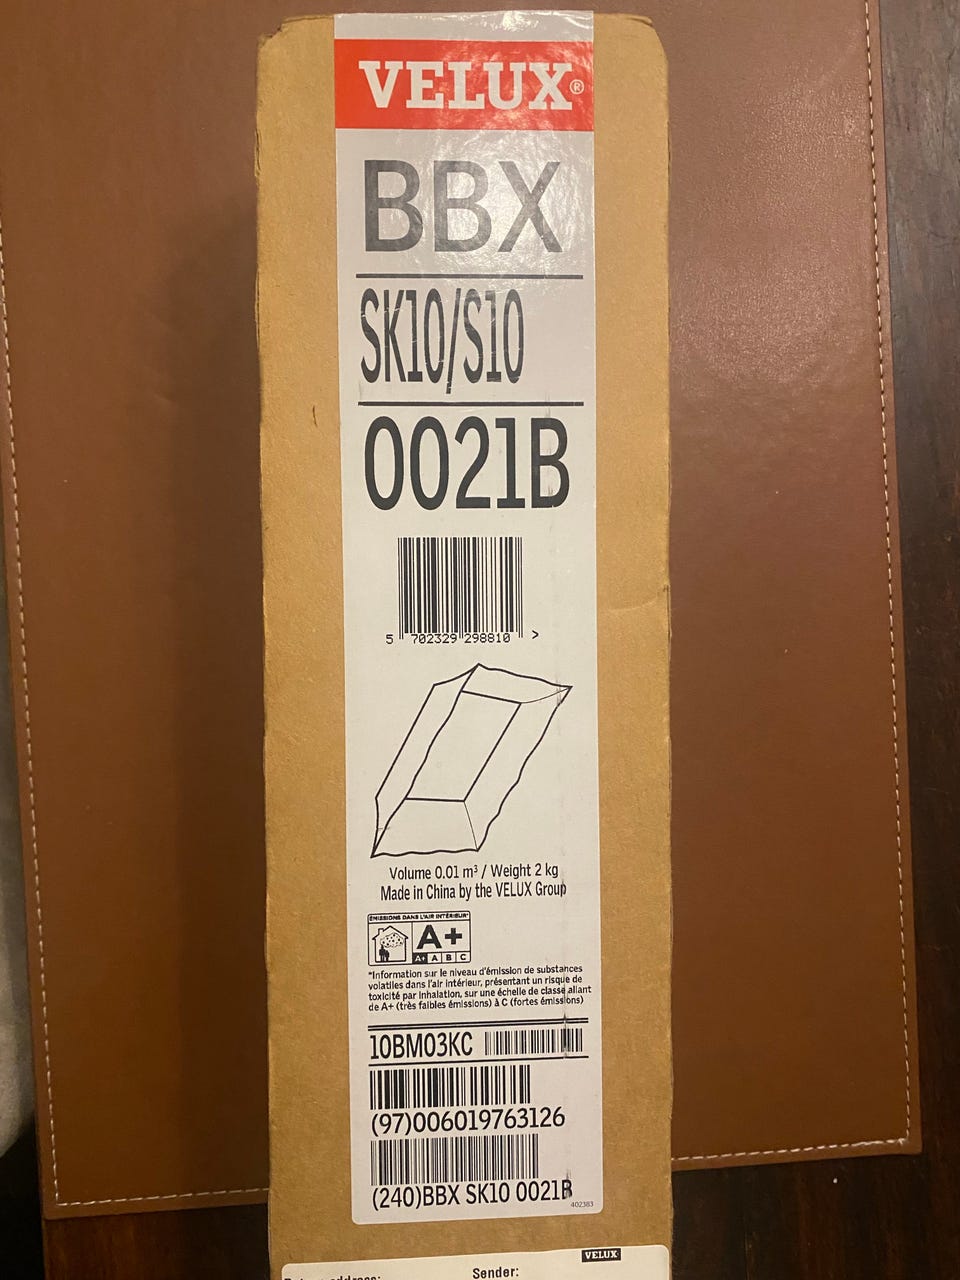 VELUX®
BBX
SK10/S10
0021B
5 702329 298810 >
Volume 0.01 m³ / Weight 2 kg
Made in China by the VELUX Group
ÉMISSIONS DANS L'AIR INTÉRIEUR*
A+
A+ A B C
*Information sur le niveau d'émission de substances
volatiles dans l'air intérieur, présentant un risque de
toxicité par inhalation, sur une échelle de classe allant
de A+ (très faibles émissions) à C (fortes émissions)
10BM03KC
(97)006019763126
(240)BBX SK10 0021B
402383
VELUX
Return address:
Sender: